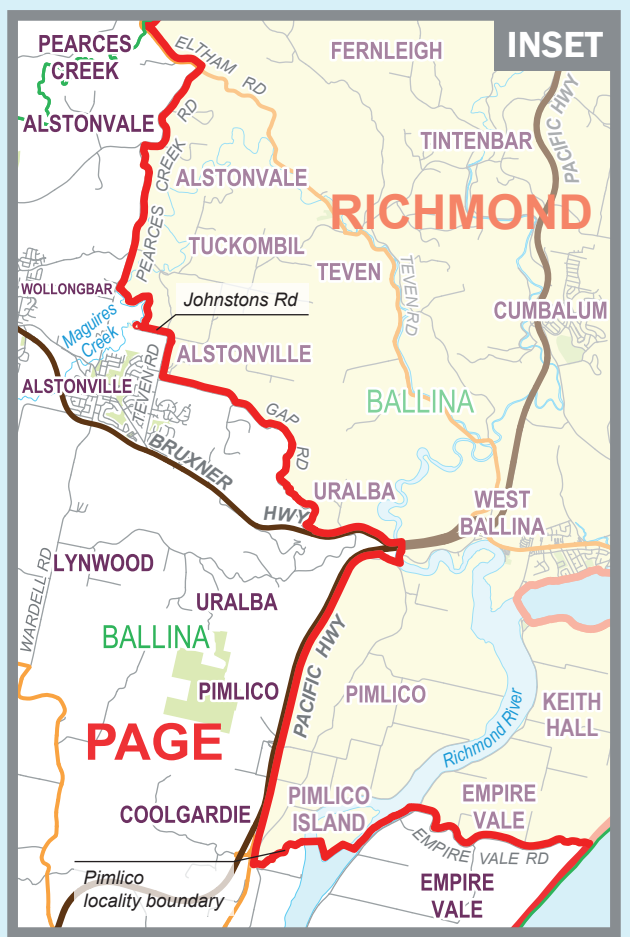 INSET
PEARCES
CREEK
ELTHAM RD
FERNLEIGH
PACIFIC HWY
ALSTONVALE
TINTENBAR
PEARCES CREEK RD
ALSTONVALE
RICHMOND
TUCKOMBIL
TEVEN
TEVEN RD
WOLLONGBAR
Johnstons Rd
CUMBALUM
Maguires
Creek
ALSTONVILLE
TEVEN RD
ALSTONVILLE
BALLINA
GAP RD
BRUXNER HWY
URALBA
WEST
BALLINA
LYNWOOD
WARDELL RD
URALBA
BALLINA
PACIFIC HWY
PIMLICO
PIMLICO
KEITH
HALL
Richmond River
PAGE
COOLGARDIE
PIMLICO
ISLAND
EMPIRE
VALE
EMPIRE VALE RD
Pimlico
locality boundary
EMPIRE
VALE